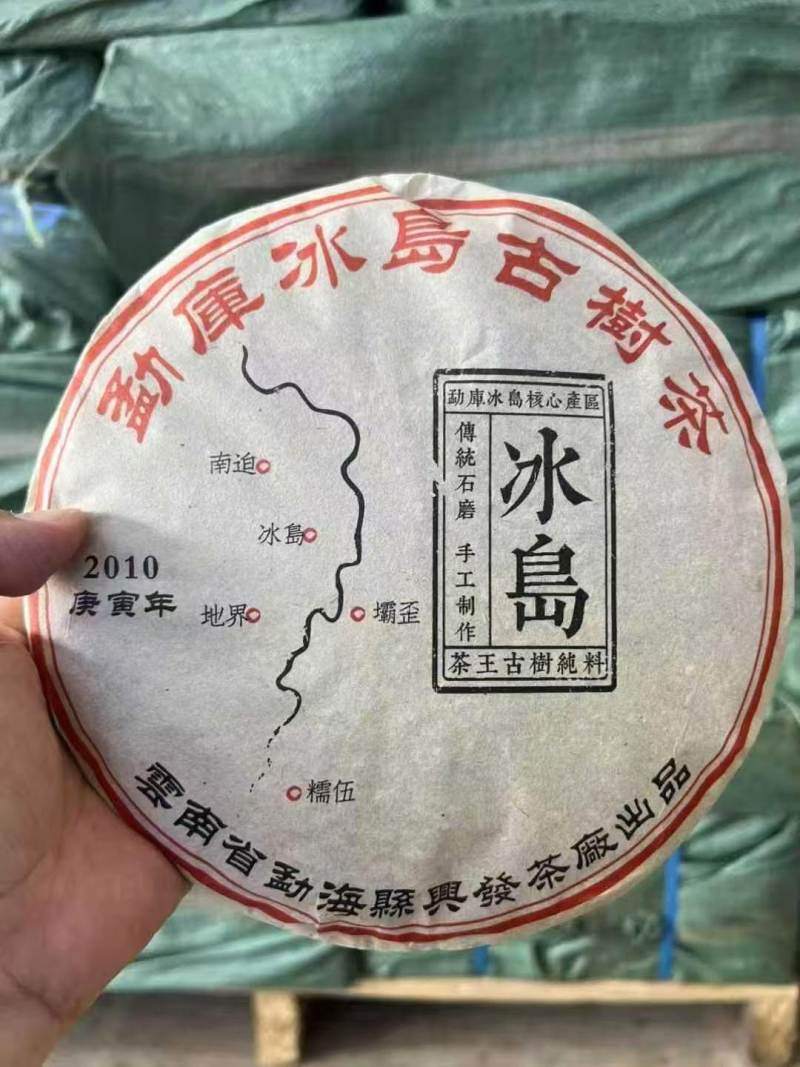 勐庫冰島古樹茶
南迫
冰島
2010
庚寅年
地界
壩歪
糯伍
勐庫冰島核心產區
傳統石磨 手工制作
冰島
茶王古樹純料
雲南省勐海縣興發茶廠出品